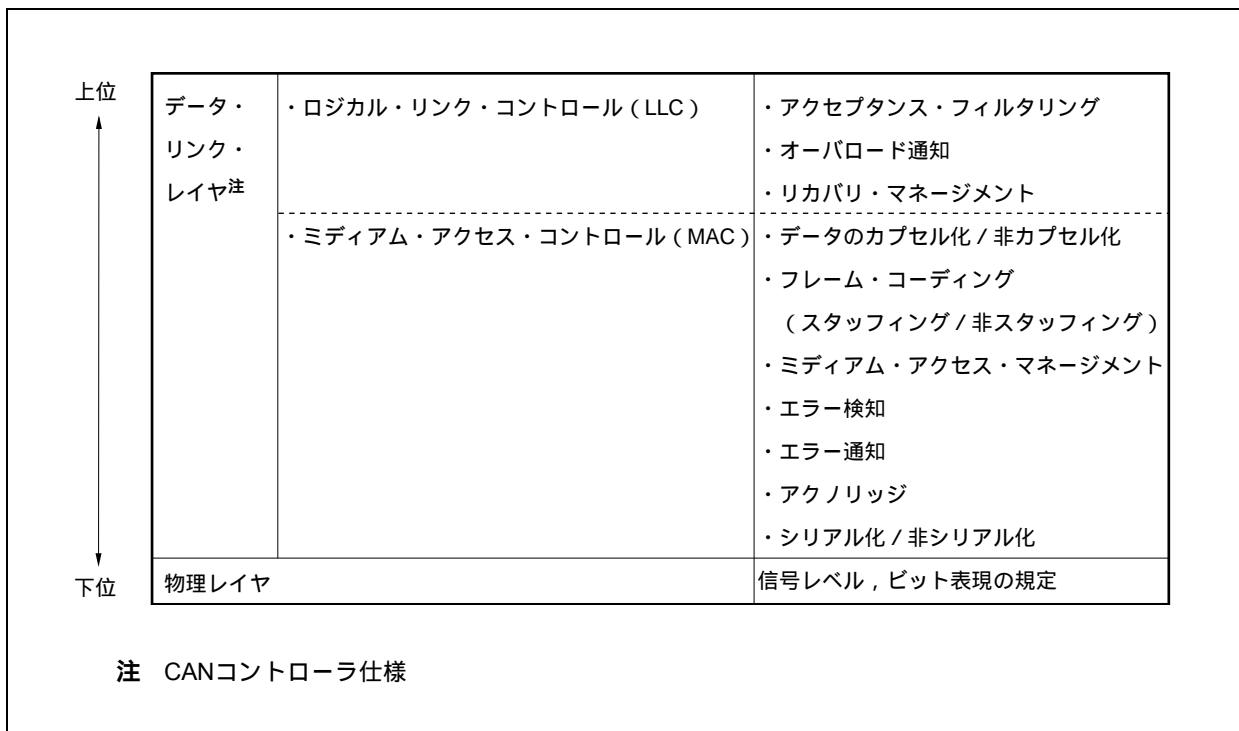 上位
データ・
リンク・
レイヤ注
・ロジカル・リンク・コントロール（LLC）
・アクセプタンス・フィルタリング
・オーバロード通知
・リカバリ・マネージメント
・ミディアム・アクセス・コントロール（MAC）
・データのカプセル化／非カプセル化
・フレーム・コーディング
（スタッフィング／非スタッフィング）
・ミディアム・アクセス・マネージメント
・エラー検知
・エラー通知
・アクノリッジ
・シリアル化／非シリアル化
下位
物理レイヤ
信号レベル，ビット表現の規定
注　CANコントローラ仕様